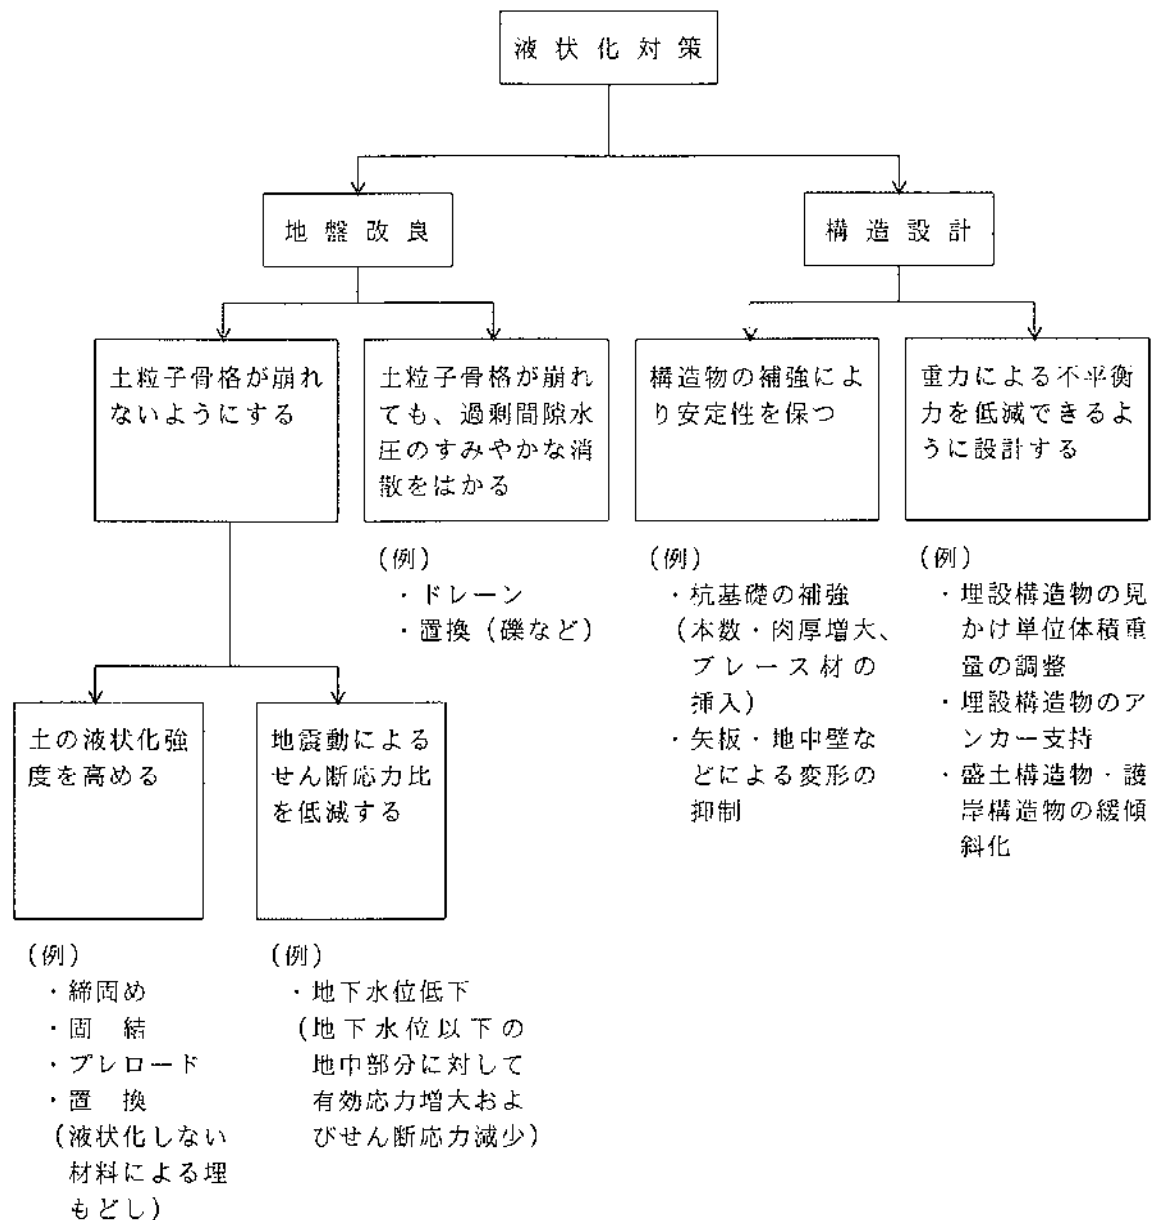 液状化対策
地盤改良
構造設計
土粒子骨格が崩れ
ないようにする
土粒子骨格が崩れ
ても、過剰間隙水
圧のすみやかな消
散をはかる
構造物の補強によ
り安定性を保つ
重力による不平衡
力を低減できるよ
うに設計する
(例)
・ドレーン
・置換(礫など)
(例)
・杭基礎の補強
(本数・肉厚増大、
ブレース材の
挿入)
・矢板・地中壁な
どによる変形の
抑制
(例)
・埋設構造物の見
かけ単位体積重
量の調整
・埋設構造物のア
ンカー支持
・盛土構造物・護
岸構造物の緩傾
斜化
土の液状化強
度を高める
地震動による
せん断応力比
を低減する
(例)
・締固め
・固 結
・プレロード
・置 換
(液状化しない
材料による埋
もどし)
(例)
・地下水位低下
(地下水位以下の
地中部分に対して
有効応力増大およ
びせん断応力減少)